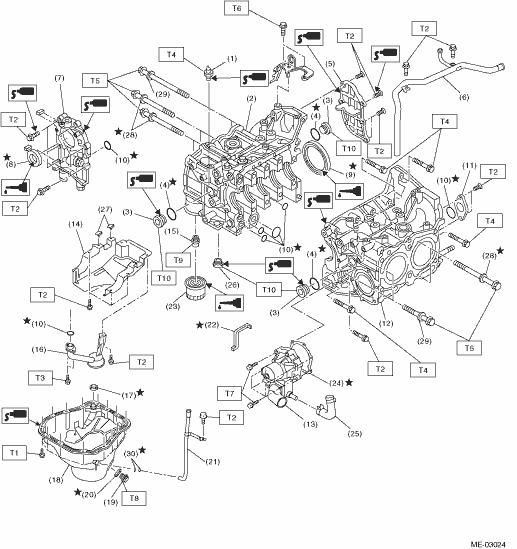 T6
T4
(1)
(5)
T2
T2
(7)
T5
(29)
(2)
(3)
(4)
(6)
T2
★(28)
T4
★(8)
(10)★
T10
(9)
★
(10)★
(11)
T2
(4)★
T2
(27)
(14)
(3)
(15)
T10
(10)
★
T4
(28)★
T9
(4)
★
T2
(26)
T10
(23)
(3)
(12)
★(10)
★(22)
(29)
T5
(16)
T2
T2
T4
T3
(17)★
T7
(24)★
T2
(13)
(25)
T1
(30)★
(21)
(18)
★(20)
(19)
T8
ME-03024